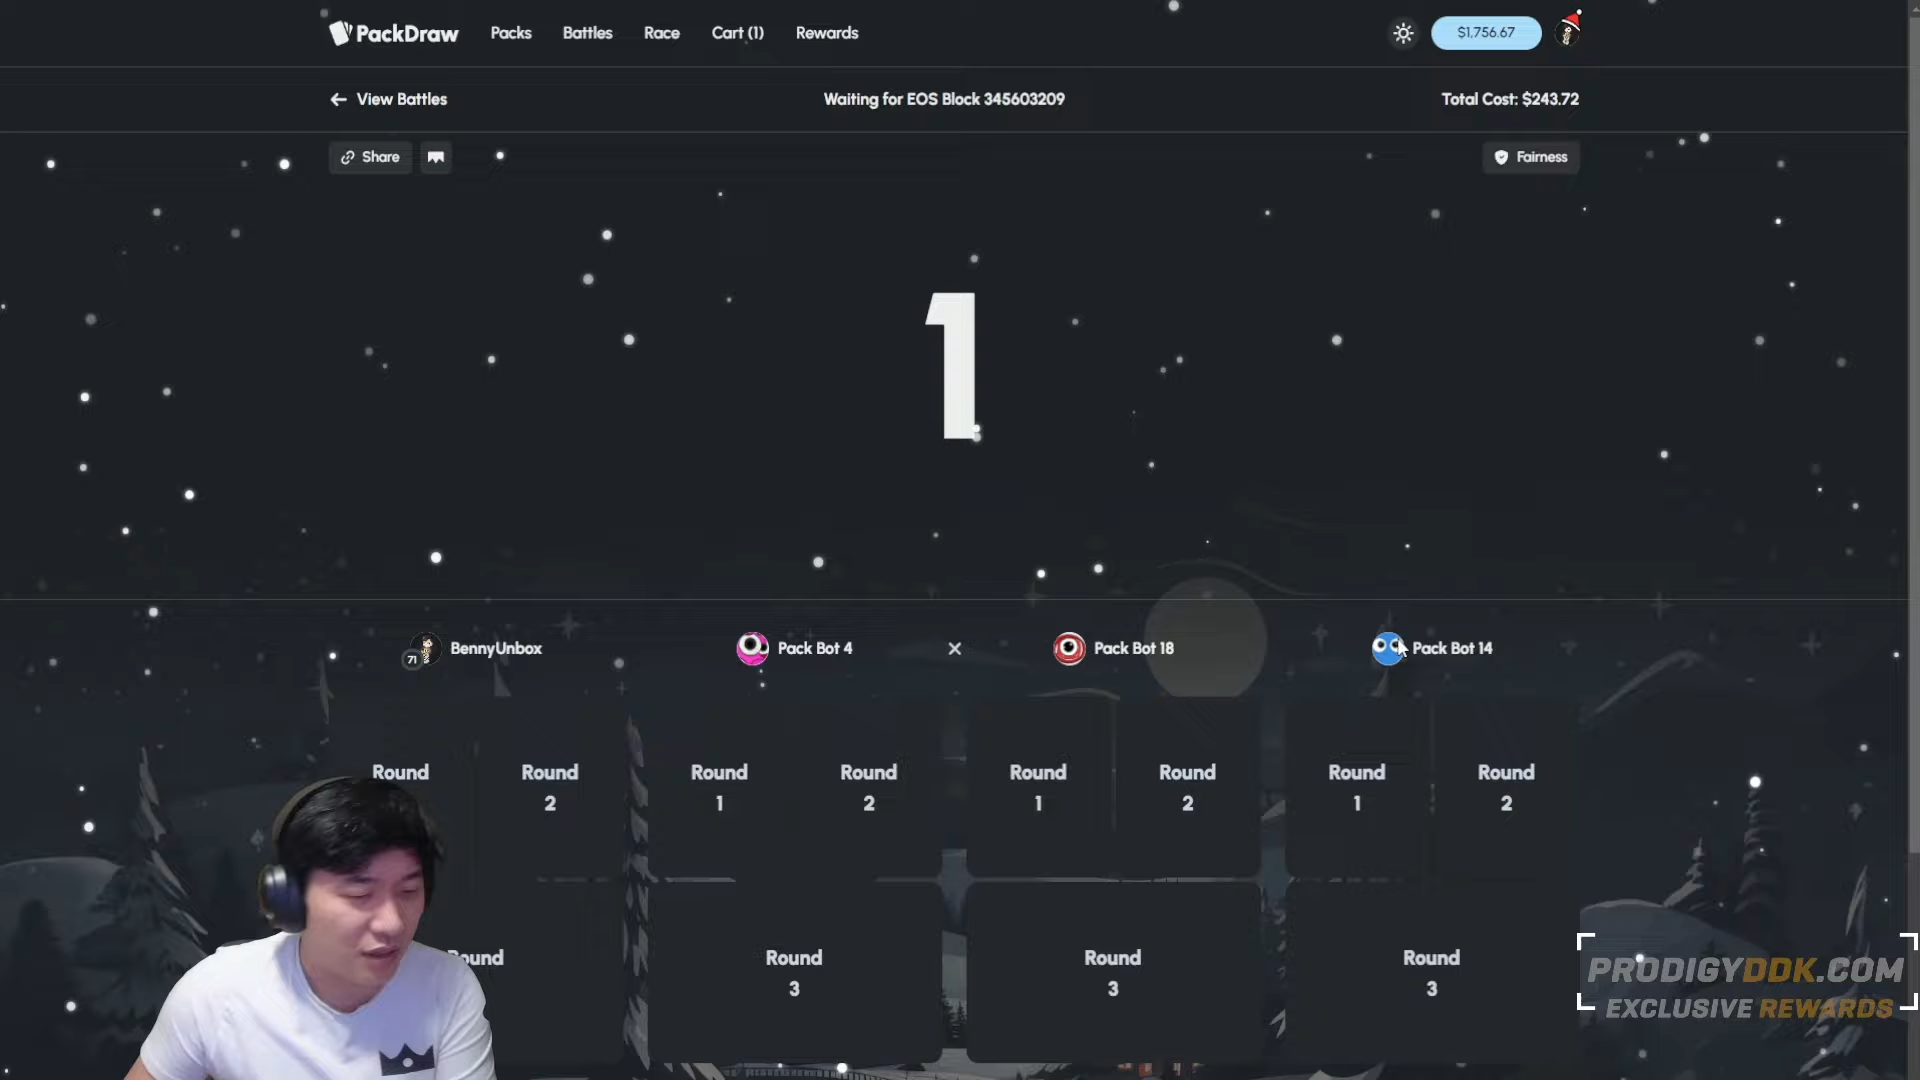 PackDraw
Packs
Battles
Race
Cart (1)
Rewards
$1,756.67
View Battles
Waiting for EOS Block 345603209
Total Cost: $243.72
Share
Fairness
1
71
BennyUnbox
Pack Bot 4
Pack Bot 18
Pack Bot 14
Round
Round
2
Round
1
Round
2
Round
1
Round
2
Round
1
Round
2
Round
Round
3
Round
3
Round
3
PRODIGYDDK.COM
EXCLUSIVE REWARDS